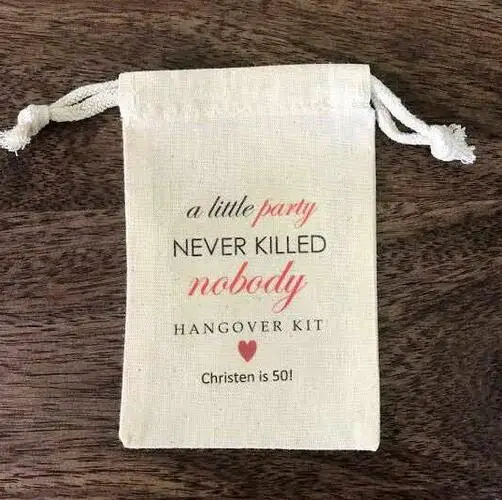 a little party
NEVER KILLED
nobody
HANGOVER KIT
Christen is 50!